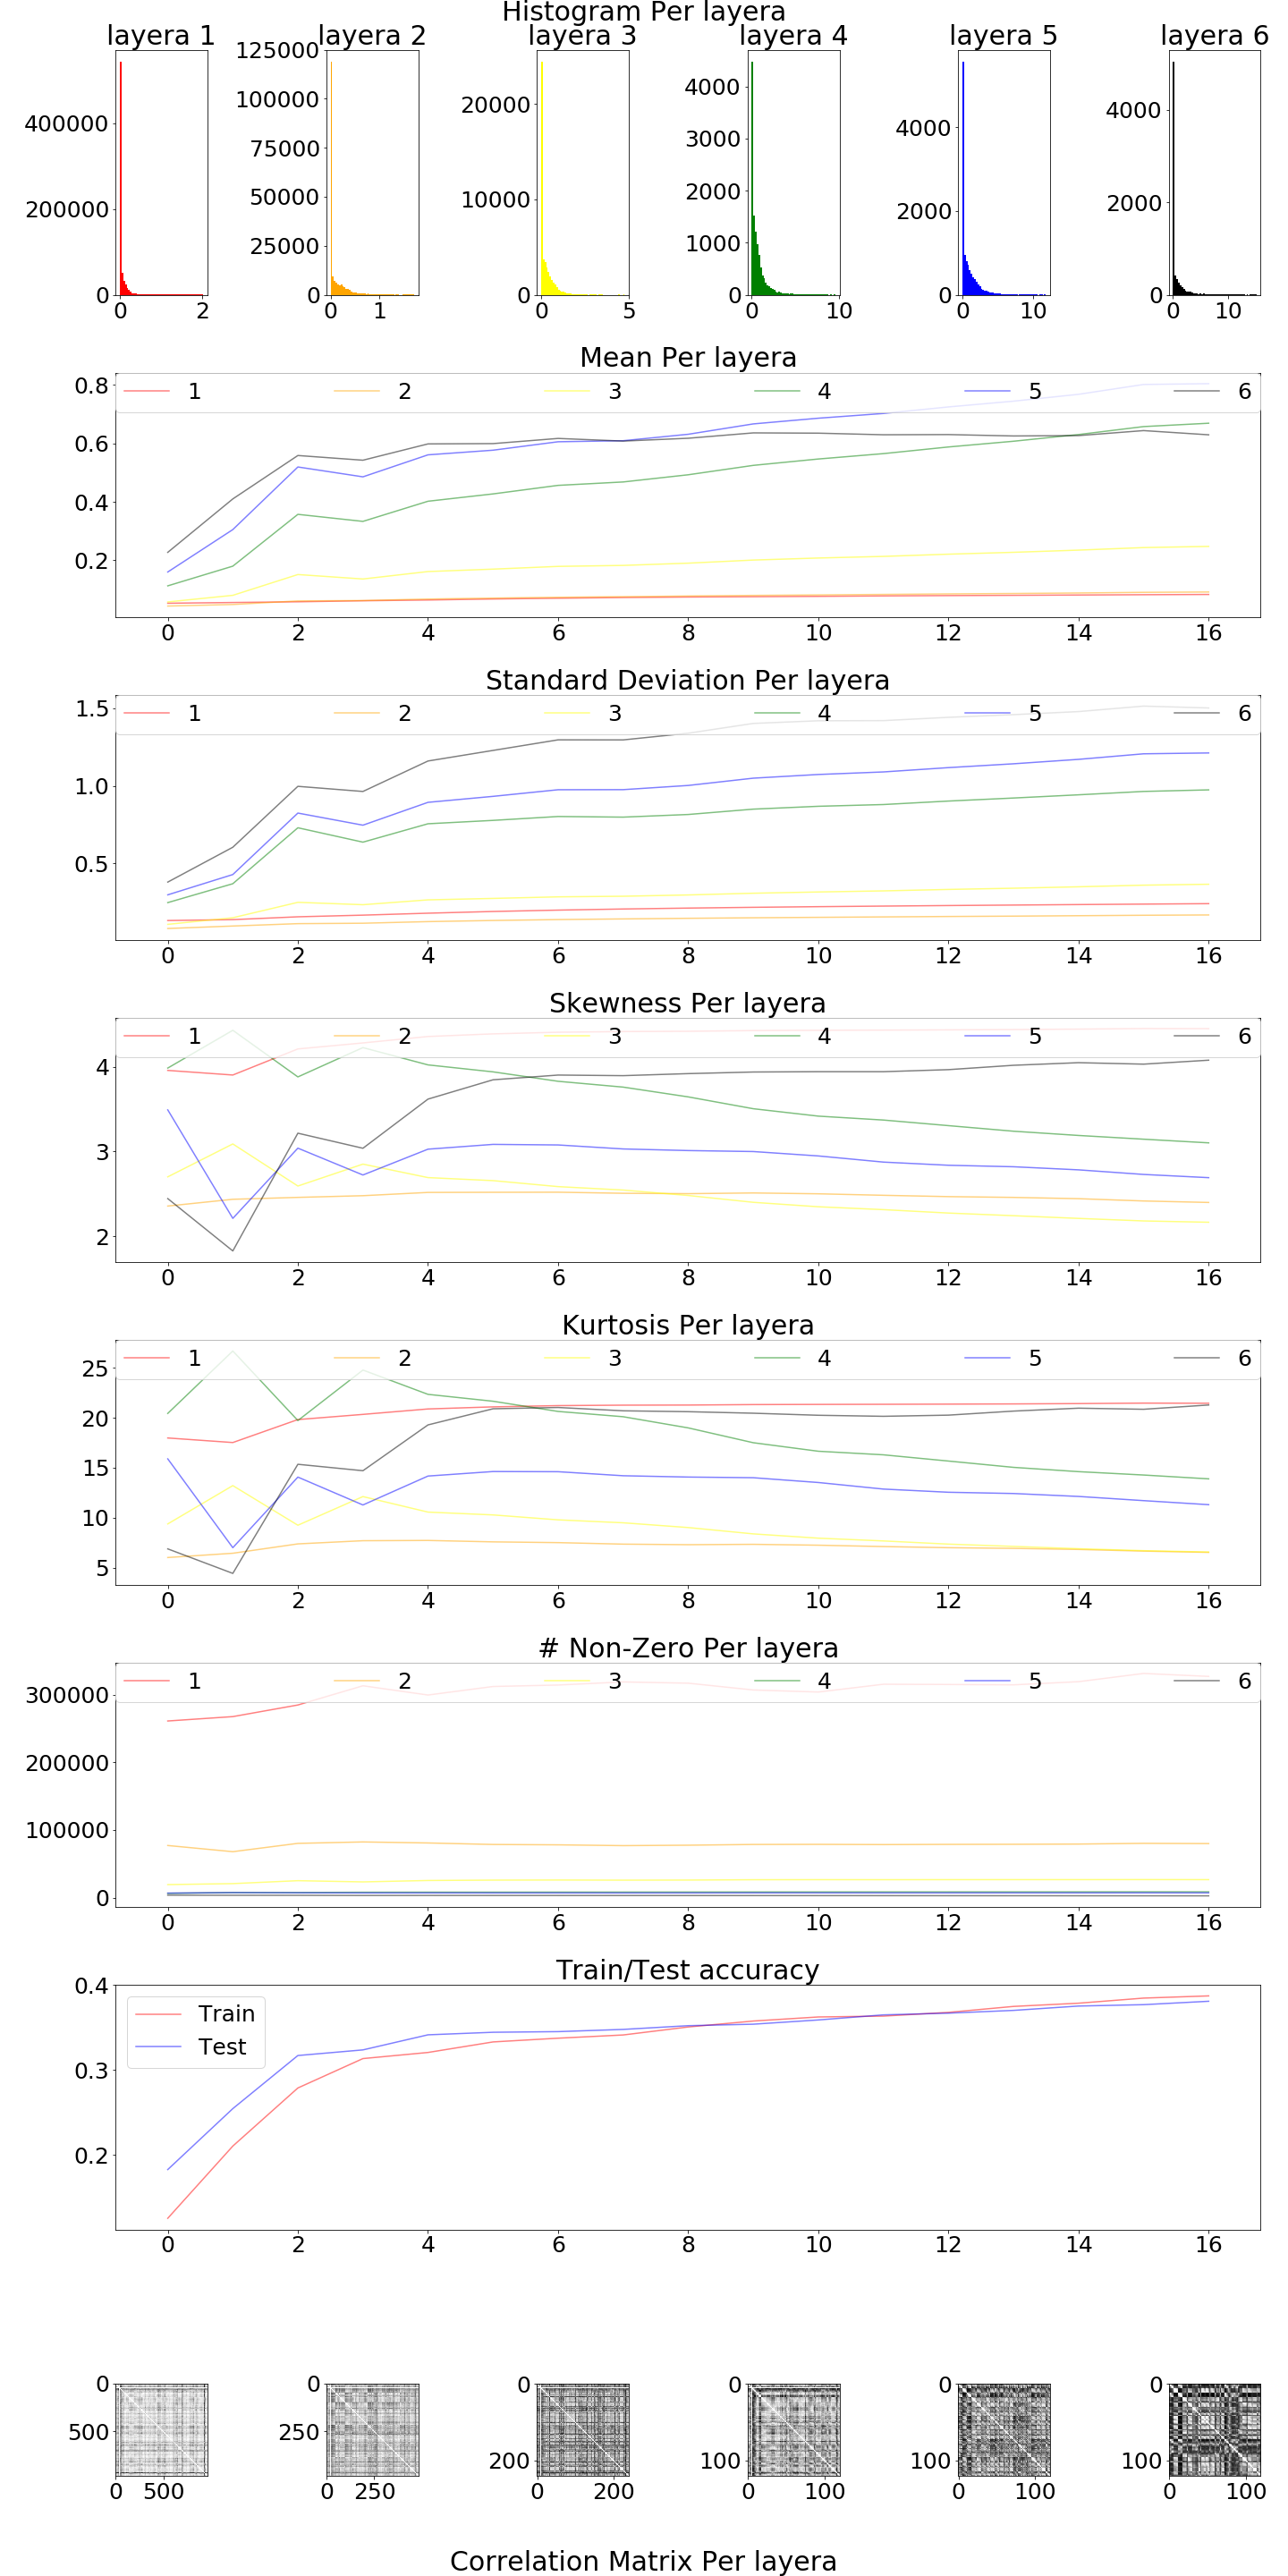 Histogram Per layera
layera 1 layera 2 layera 3 layera 4 layera 5 layera 6
400000 200000 0
0 2
125000 100000 75000 50000 25000 0
0 1
20000 10000 0
0 5
4000 3000 2000 1000 0
0 10
4000 2000 0
0 10
4000 2000 0
0 10
Mean Per layera
1 2 3 4 5 6
0.8
0.6
0.4
0.2
0 2 4 6 8 10 12 14 16
Standard Deviation Per layera
1 2 3 4 5 6
1.5
1.0
0.5
0 2 4 6 8 10 12 14 16
Skewness Per layera
1 2 3 4 5 6
4
3
2
0 2 4 6 8 10 12 14 16
Kurtosis Per layera
1 2 3 4 5 6
25
20
15
10
5
0 2 4 6 8 10 12 14 16
# Non-Zero Per layera
1 2 3 4 5 6
300000
200000
100000
0
0 2 4 6 8 10 12 14 16
Train/Test accuracy
0.4
Train
Test
0.3
0.2
0 2 4 6 8 10 12 14 16
0 500
0 500
0 250
0 250
0 200
0 200
0 100
0 100
0 100
0 100
0 100
0 100
Correlation Matrix Per layera